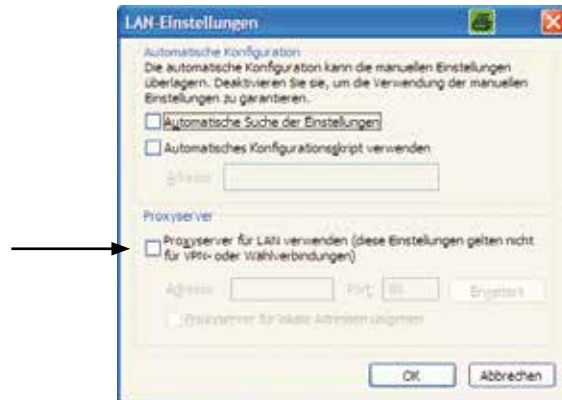 LAN-Einstellungen
Automatische Konfiguration
Die automatische Konfiguration kann die manuellen Einstellungen
überlagern. Deaktivieren Sie sie, um die Verwendung der manuellen
Einstellungen zu garantieren.
Automatische Suche der Einstellungen
Automatisches Konfigurationsskript verwenden
Adresse
Proxyserver
Proxyserver für LAN verwenden (diese Einstellungen gelten nicht
für VPN- oder Wählverbindungen)
Adresse: Port: 80 Erweitert
Proxyserver für lokale Adressen umgehen
OK Abbrechen